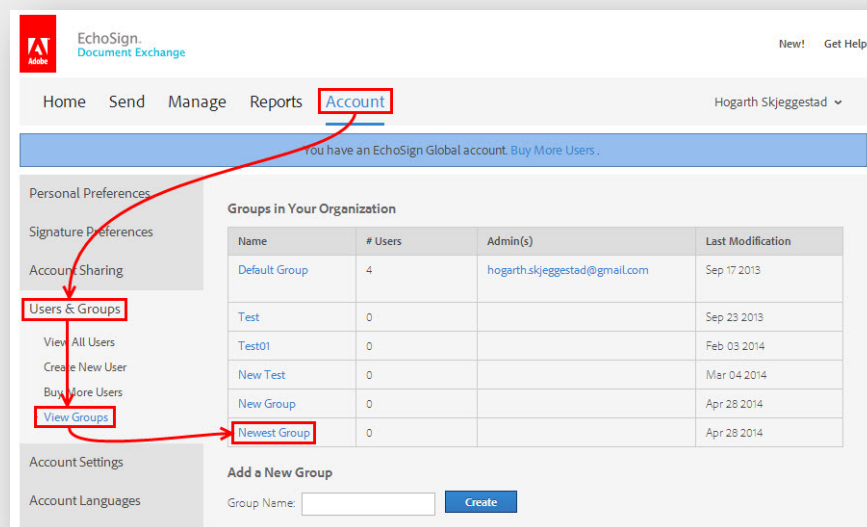 EchoSign.
Document Exchange
Adobe
New! Get Help
Home Send Manage Reports Account
Hogarth Skjeggestad
You have an EchoSign Global account. Buy More Users .
Personal Preferences
Signature Preferences
Account Sharing
Users & Groups
View All Users
Create New User
Buy More Users
View Groups
Account Settings
Account Languages
Groups in Your Organization
Name # Users Admin(s) Last Modification
Default Group 4 hogarth.skjeggestad@gmail.com Sep 17 2013
Test 0 Sep 23 2013
Test01 0 Feb 03 2014
New Test 0 Mar 04 2014
New Group 0 Apr 28 2014
Newest Group 0 Apr 28 2014
Add a New Group
Group Name: Create